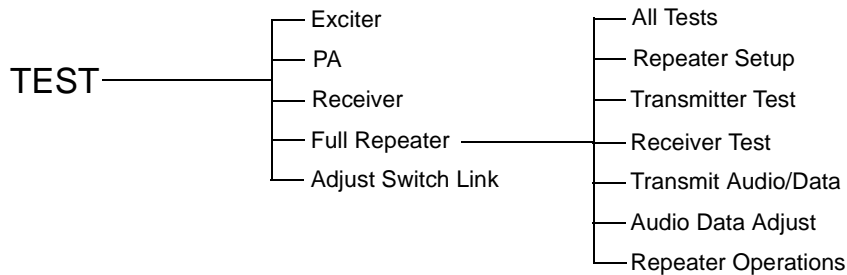 TEST
Exciter
PA
Receiver
Full Repeater
Adjust Switch Link
All Tests
Repeater Setup
Transmitter Test
Receiver Test
Transmit Audio/Data
Audio Data Adjust
Repeater Operations